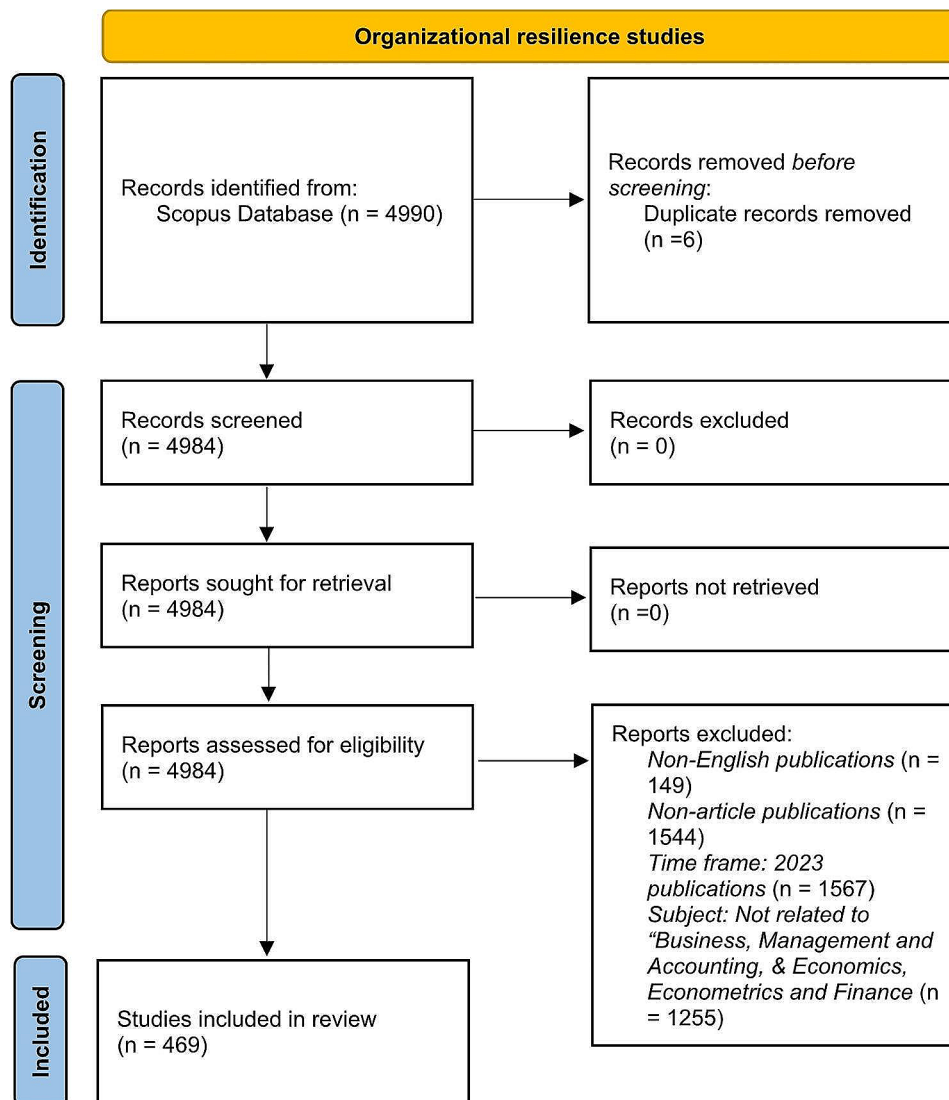 Organizational resilience studies
Identification
Records identified from:
Scopus Database (n = 4990)
Records removed before
screening:
Duplicate records removed
(n =6)
Screening
Records screened
(n = 4984)
Records excluded
(n = 0)
Reports sought for retrieval
(n = 4984)
Reports not retrieved
(n =0)
Reports assessed for eligibility
(n = 4984)
Reports excluded:
Non-English publications (n =
149)
Non-article publications (n =
1544)
Time frame: 2023
publications (n = 1567)
Subject: Not related to
“Business, Management and
Accounting, & Economics,
Econometrics and Finance (n
= 1255)
Included
Studies included in review
(n = 469)